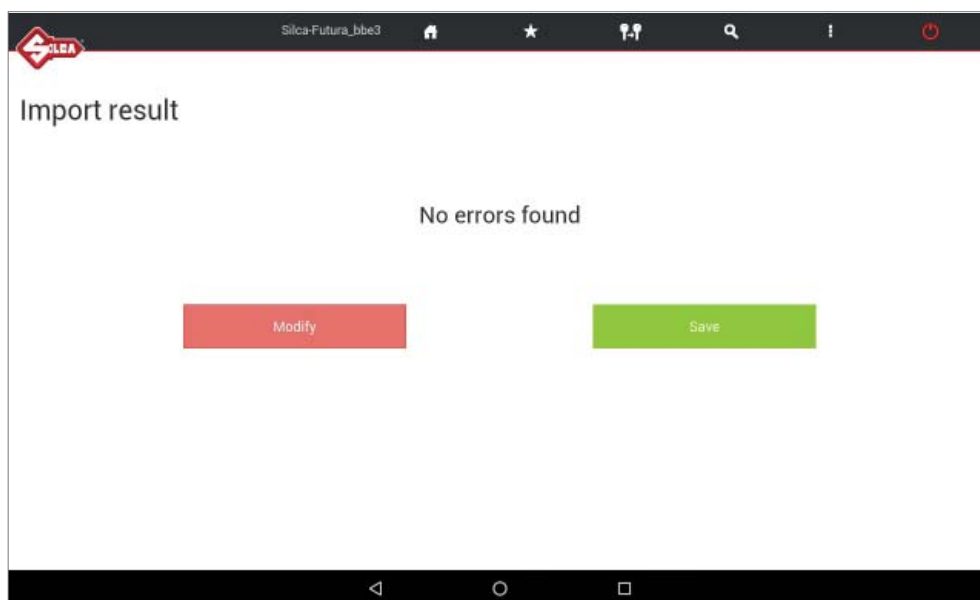 SILCA
Silca-Futura_bbe3
Import result
No errors found
Modify
Save